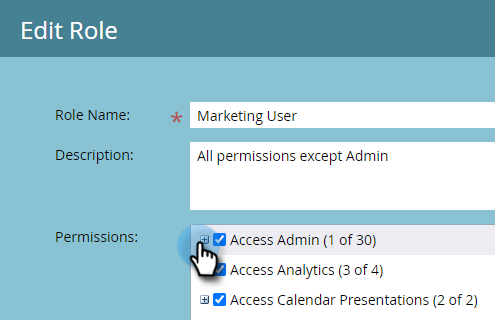 Edit Role
Role Name: * Marketing User
Description: All permissions except Admin
Permissions: Access Admin (1 of 30)
Access Analytics (3 of 4)
Access Calendar Presentations (2 of 2)